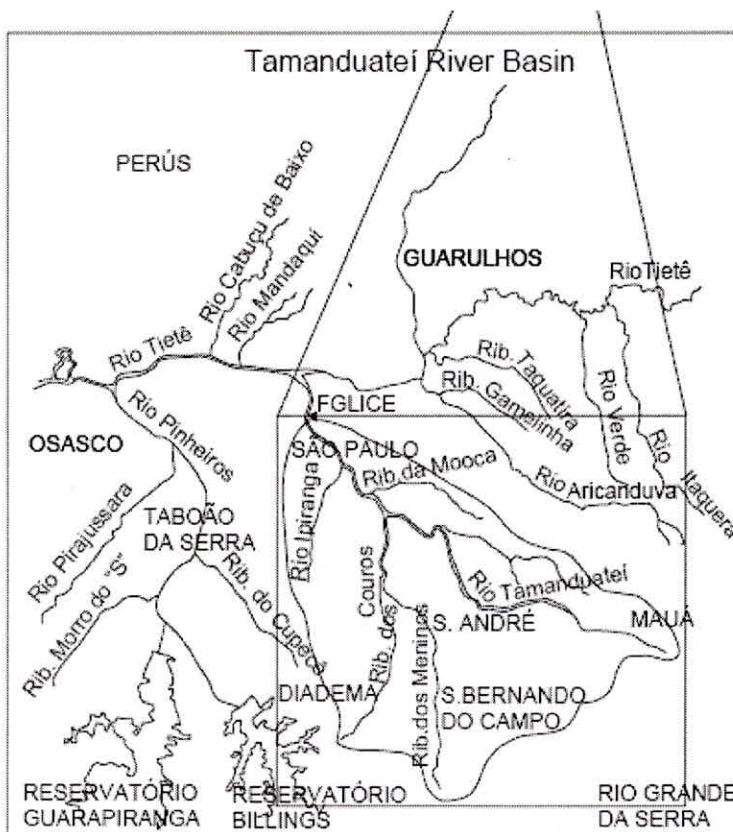 Tamanduateí River Basin
PERÚS
Rio Cabuçu de Baixo
Rio Mandaqui
GUARULHOS
Rio Tietê
Rio Tietê
Rib. Taquatira
Rib. Gamelinha
Rio Verde
Rio Itaquera
FGLICE
Rio Pinheiros
OSASCO
SÃO PAULO
Rib. da Mooca
Rio Aricanduva
Rio Ipiranga
Rio Pirajussara
TABOÃO
DA SERRA
Rib. do Cupecê
Rib. Morro do "S"
Rib. dos Couros
Rio Tamanduateí
S. ANDRÉ
MAUÁ
Rib. dos Meninos
DIADEMA
S.BERNANDO
DO CAMPO
RESERVATÓRIO
GUARAPIRANGA
RESERVATÓRIO
BILLINGS
RIO GRANDE
DA SERRA